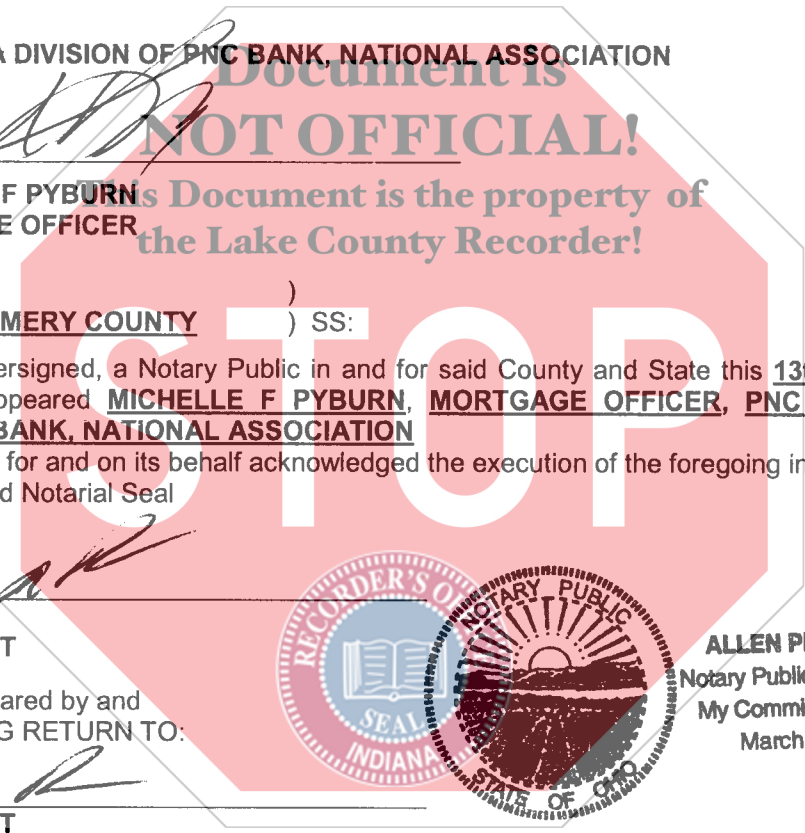 A DIVISION OF PNC BANK, NATIONAL ASSOCIATION
Document is
NOT OFFICIAL!
F PYBURN
This Document is the property of
E OFFICER
the Lake County Recorder!
)
MERY COUNTY ) SS:
STOP
ersigned, a Notary Public in and for said County and State this 13
ppeared MICHELLE F PYBURN, MORTGAGE OFFICER, PNC
BANK, NATIONAL ASSOCIATION
for and on its behalf acknowledged the execution of the foregoing in
d Notarial Seal
RECORDER'S
SEAL
INDIANA
NOTARY PUBLIC
STATE OF OHIO
T
ALLEN
Notary Public
ared by and
My Commi
G RETURN TO:
March
T